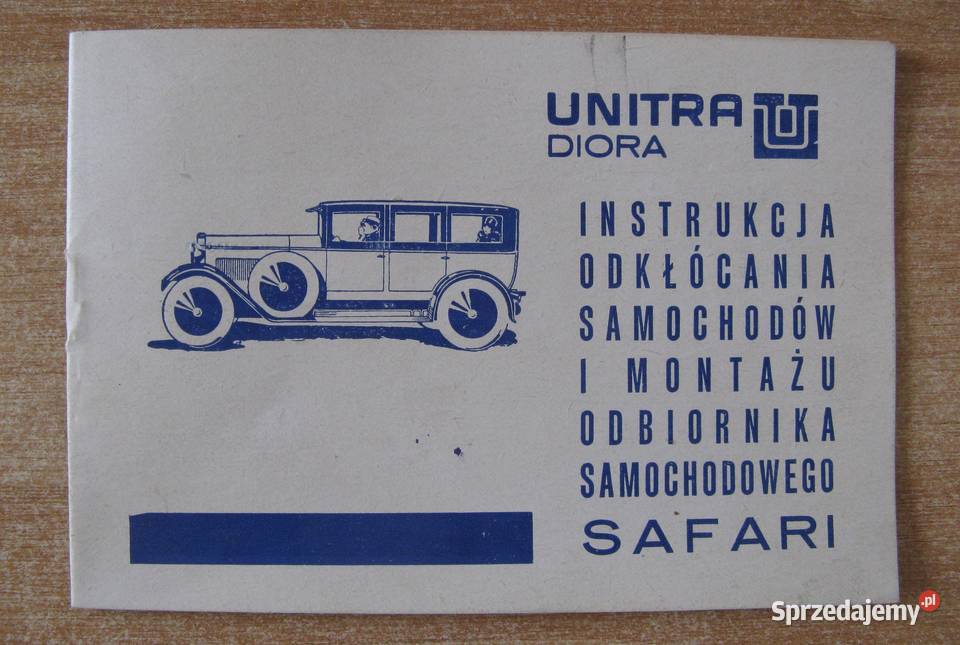 UNITRA
DIORA
INSTRUKCJA
ODKŁÓCANIA
SAMOCHODÓW
I MONTAŻU
ODBIORNIKA
SAMOCHODOWEGO
SAFARI
Sprzedajemy.pl